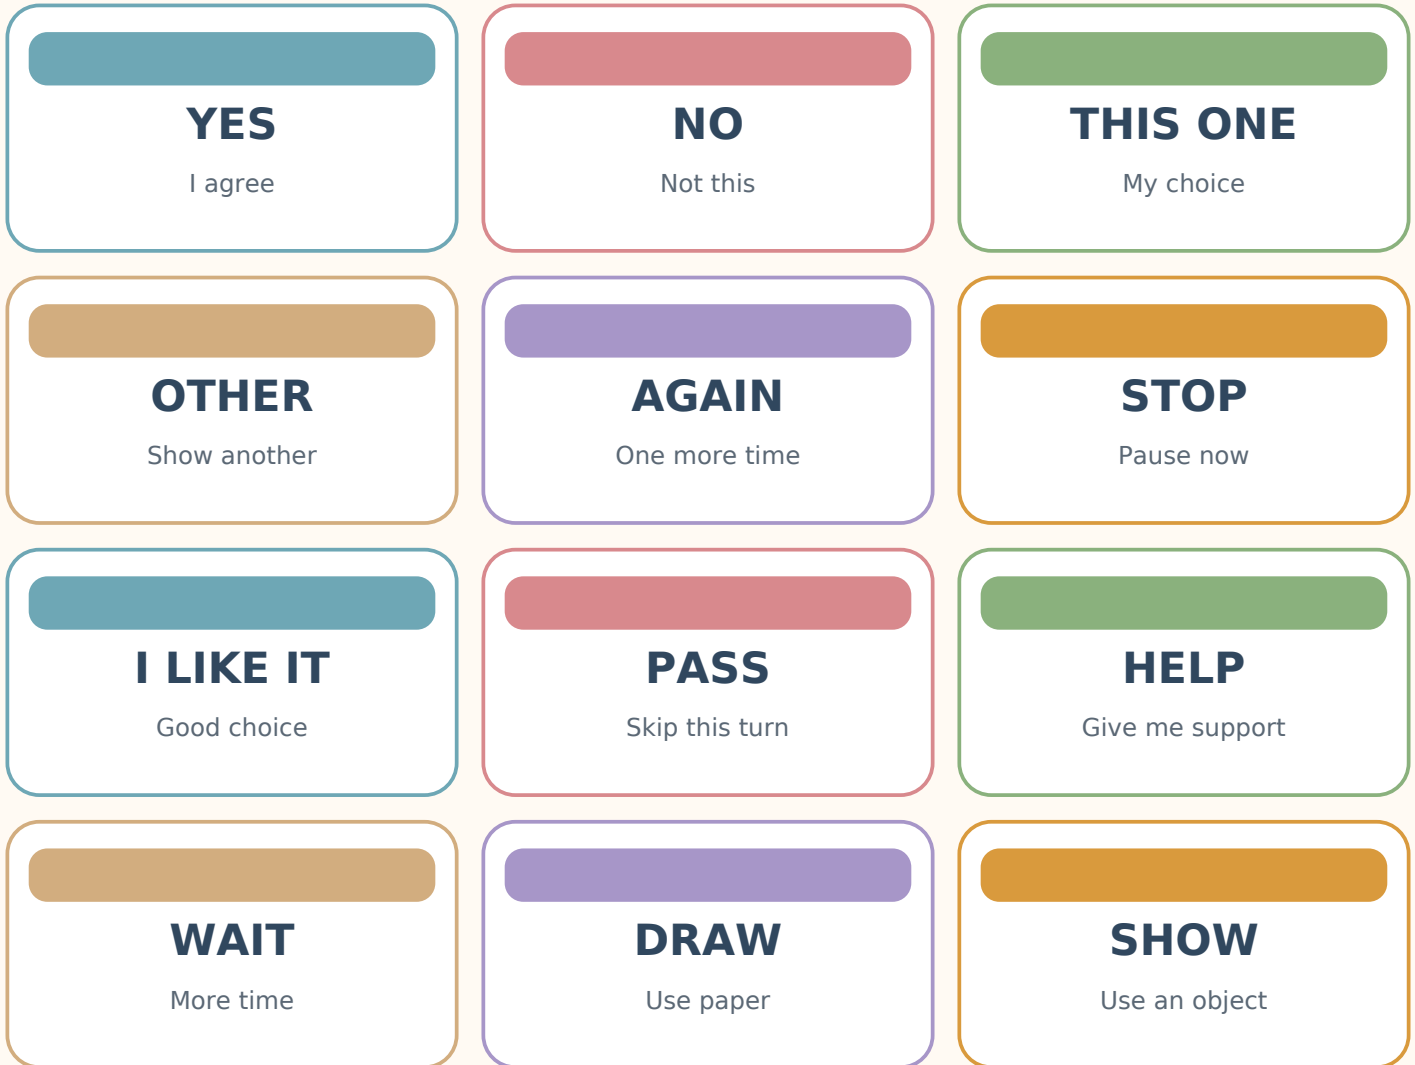 YES
I agree
NO
Not this
THIS ONE
My choice
OTHER
Show another
AGAIN
One more time
STOP
Pause now
I LIKE IT
Good choice
PASS
Skip this turn
HELP
Give me support
WAIT
More time
DRAW
Use paper
SHOW
Use an object